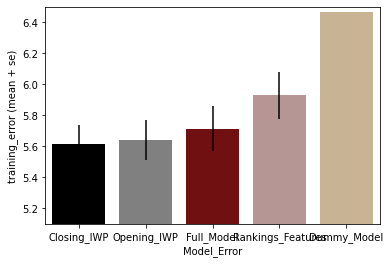 training_error (mean + se)
6.4
6.2
6.0
5.8
5.6
5.4
5.2
Closing_IWP Opening_IWP Full_Model Rankings_Features Dummy_Model
Model_Error